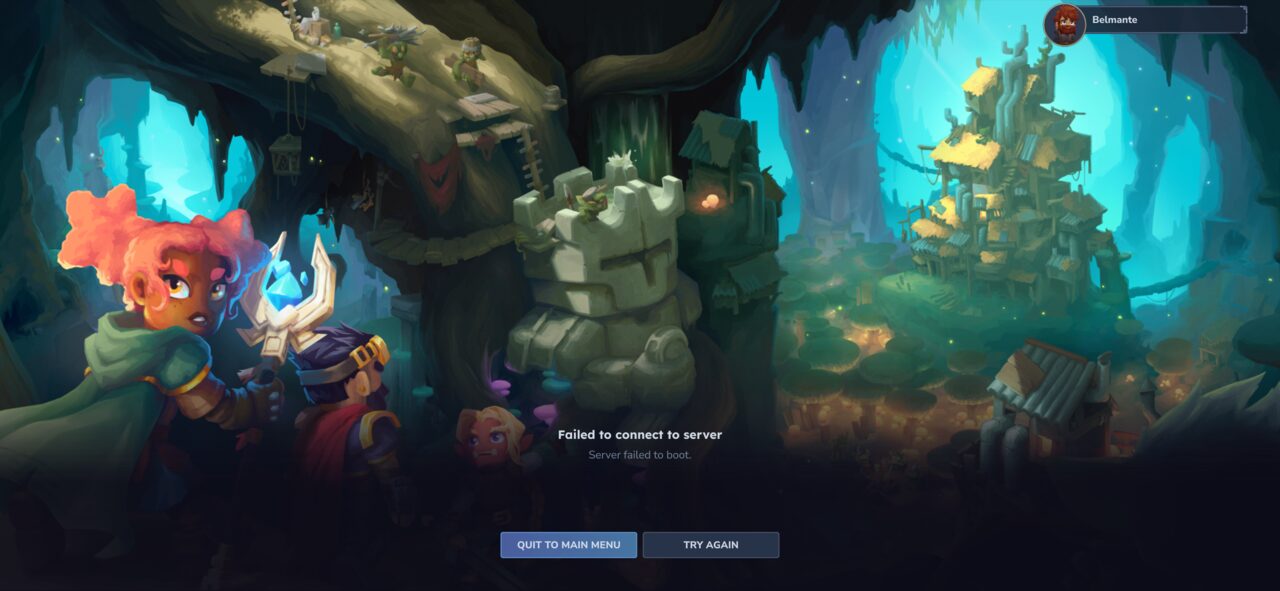 Belmante
Failed to connect to server
Server failed to boot.
QUIT TO MAIN MENU
TRY AGAIN